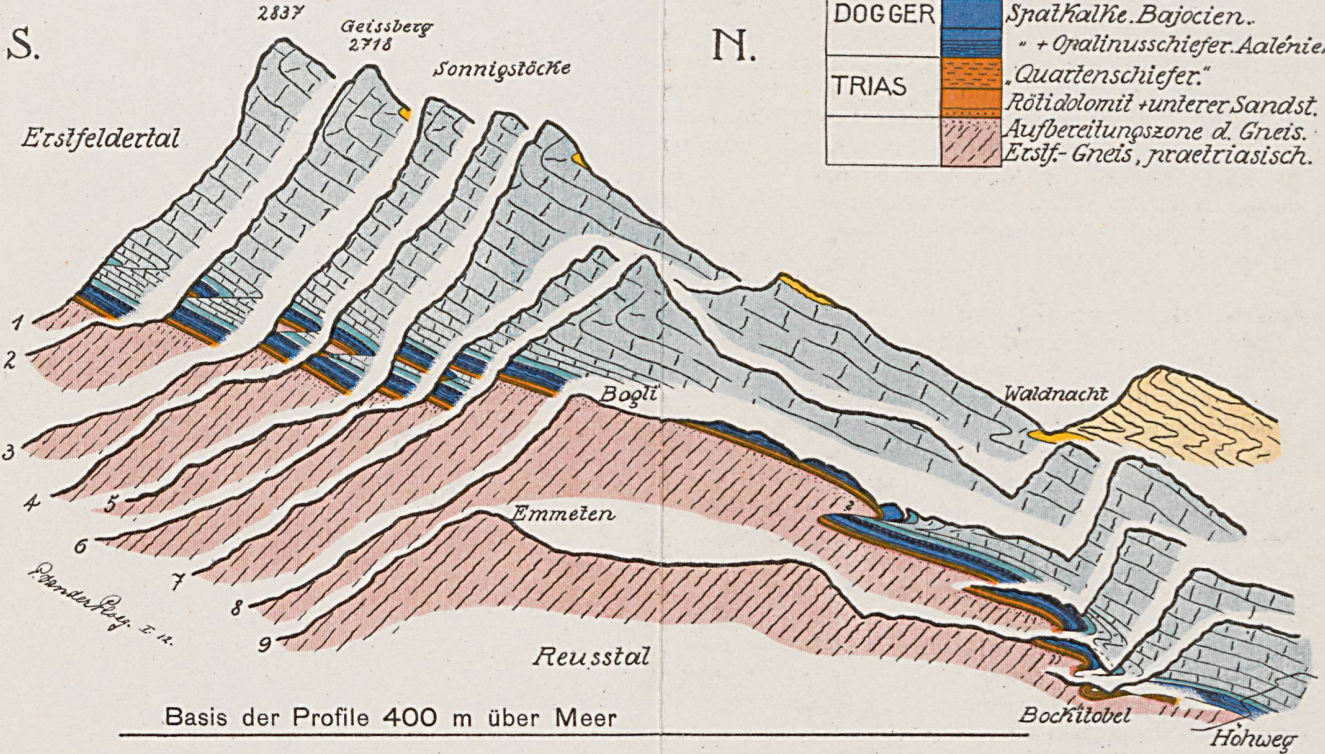 S.
2837
Geissberg
2718
Sonnigstöcke
N.
Erstfeldertal
DOGGER
Spatkalke. Bajocien.
" + Opalinusschiefer. Aalénien
TRIAS
"Quartenschiefer."
Rötidolomit + unterer Sandst.
Aufbereitungszone d. Gneis.
Erstf.-Gneis, praetriasisch.
1
2
3
4
5
6
7
8
9
Bogli
Waldnacht
Emmeten
Reusstal
?
Bockitobel
Höhweg
Basis der Profile 400 m über Meer